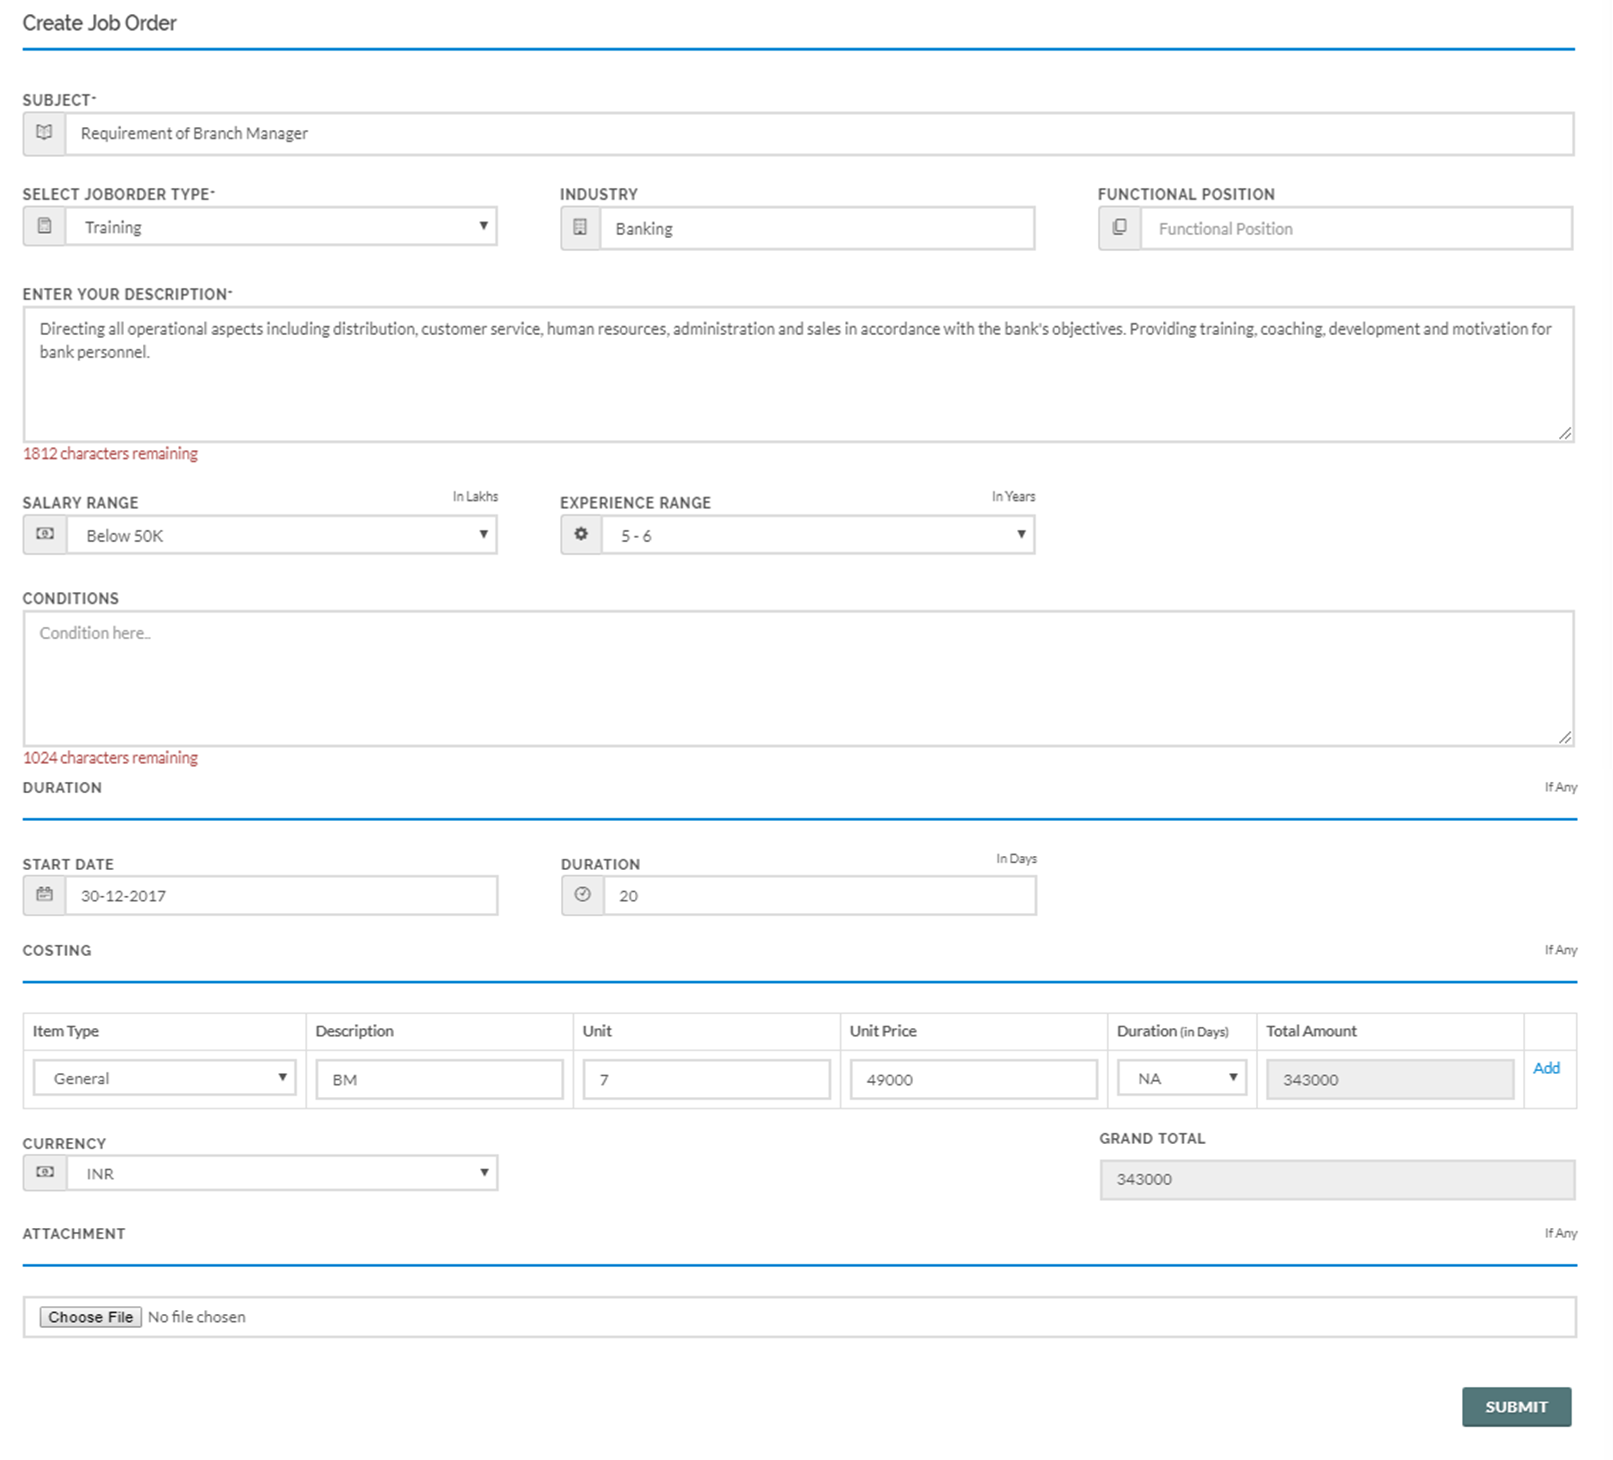 Create Job Order
SUBJECT*
Requirement of Branch Manager
SELECT JOBORDER TYPE*
INDUSTRY
FUNCTIONAL POSITION
Training
Banking
Functional Position
ENTER YOUR DESCRIPTION*
Directing all operational aspects including distribution, customer service, human resources, administration and sales in accordance with the bank's objectives. Providing training, coaching, development and motivation for
bank personnel.
1812 characters remaining
SALARY RANGE
In Lakhs
EXPERIENCE RANGE
In Years
Below 50K
5 - 6
CONDITIONS
Condition here..
1024 characters remaining
DURATION
If Any
START DATE
DURATION
In Days
30-12-2017
20
COSTING
If Any
Item Type
Description
Unit
Unit Price
Duration (in Days)
Total Amount
General
BM
7
49000
NA
343000
Add
CURRENCY
GRAND TOTAL
INR
343000
ATTACHMENT
If Any
Choose File No file chosen
SUBMIT